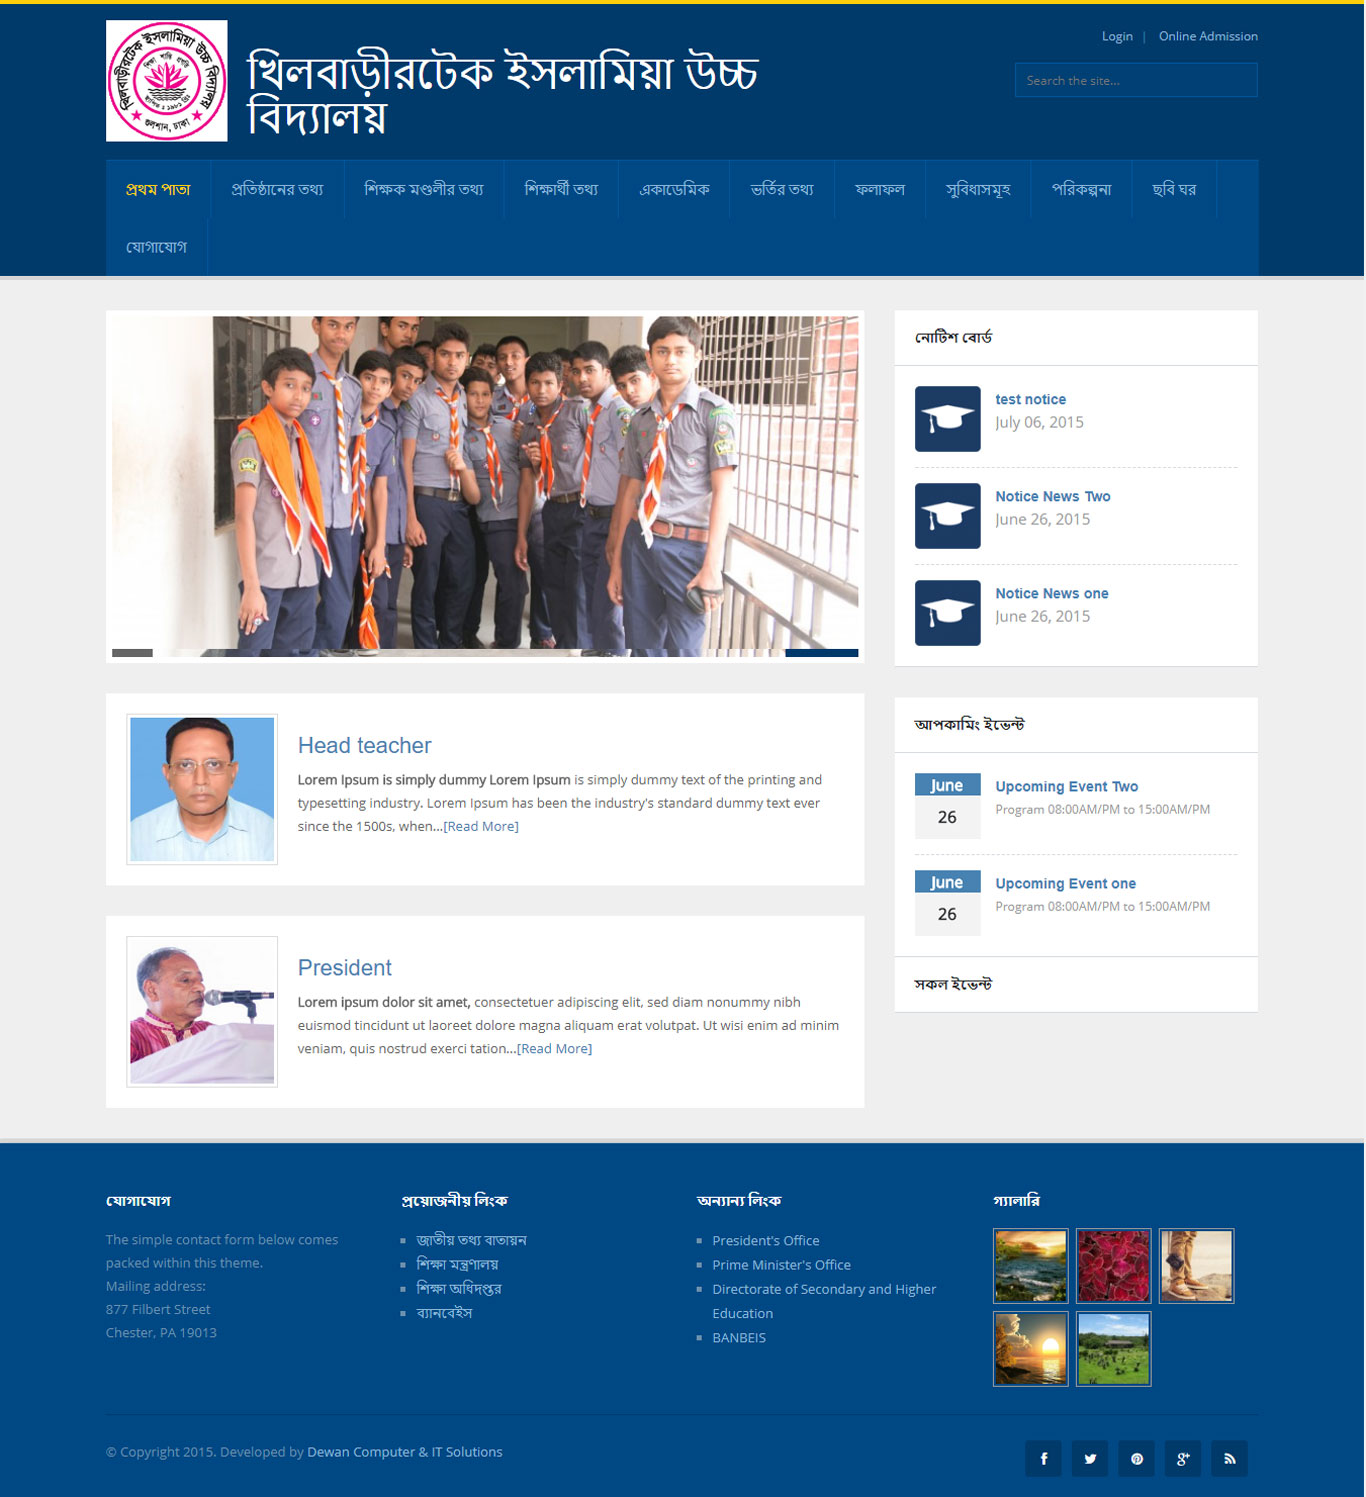 খিলবাড়ীরটেক ইসলামিয়া উচ্চ বিদ্যালয়
গুলশান, ঢাকা
Login | Online Admission
খিলবাড়ীরটেক ইসলামিয়া উচ্চ
বিদ্যালয়
Search the site...
প্রথম পাতা
প্রতিষ্ঠানের তথ্য
শিক্ষক মণ্ডলীর তথ্য
শিক্ষার্থী তথ্য
একাডেমিক
ভর্তির তথ্য
ফলাফল
সুবিধাসমূহ
পরিকল্পনা
ছবি ঘর
যোগাযোগ
নোটিশ বোর্ড
test notice
July 06, 2015
Notice News Two
June 26, 2015
Notice News one
June 26, 2015
Head teacher
Lorem Ipsum is simply dummy Lorem Ipsum is simply dummy text of the printing and
typesetting industry. Lorem Ipsum has been the industry's standard dummy text ever
since the 1500s, when...[Read More]
President
Lorem ipsum dolor sit amet, consectetuer adipiscing elit, sed diam nonummy nibh
euismod tincidunt ut laoreet dolore magna aliquam erat volutpat. Ut wisi enim ad minim
veniam, quis nostrud exerci tation...[Read More]
আপকামিং ইভেন্ট
June
26
Upcoming Event Two
Program 08:00AM/PM to 15:00AM/PM
June
26
Upcoming Event one
Program 08:00AM/PM to 15:00AM/PM
সকল ইভেন্ট
যোগাযোগ
The simple contact form below comes
packed within this theme.
Mailing address:
877 Filbert Street
Chester, PA 19013
প্রয়োজনীয় লিংক
জাতীয় তথ্য বাতায়ন
শিক্ষা মন্ত্রণালয়
শিক্ষা অধিদপ্তর
ব্যানবেইস
অন্যান্য লিংক
President's Office
Prime Minister's Office
Directorate of Secondary and Higher
Education
BANBEIS
গ্যালারি
© Copyright 2015. Developed by Dewan Computer & IT Solutions